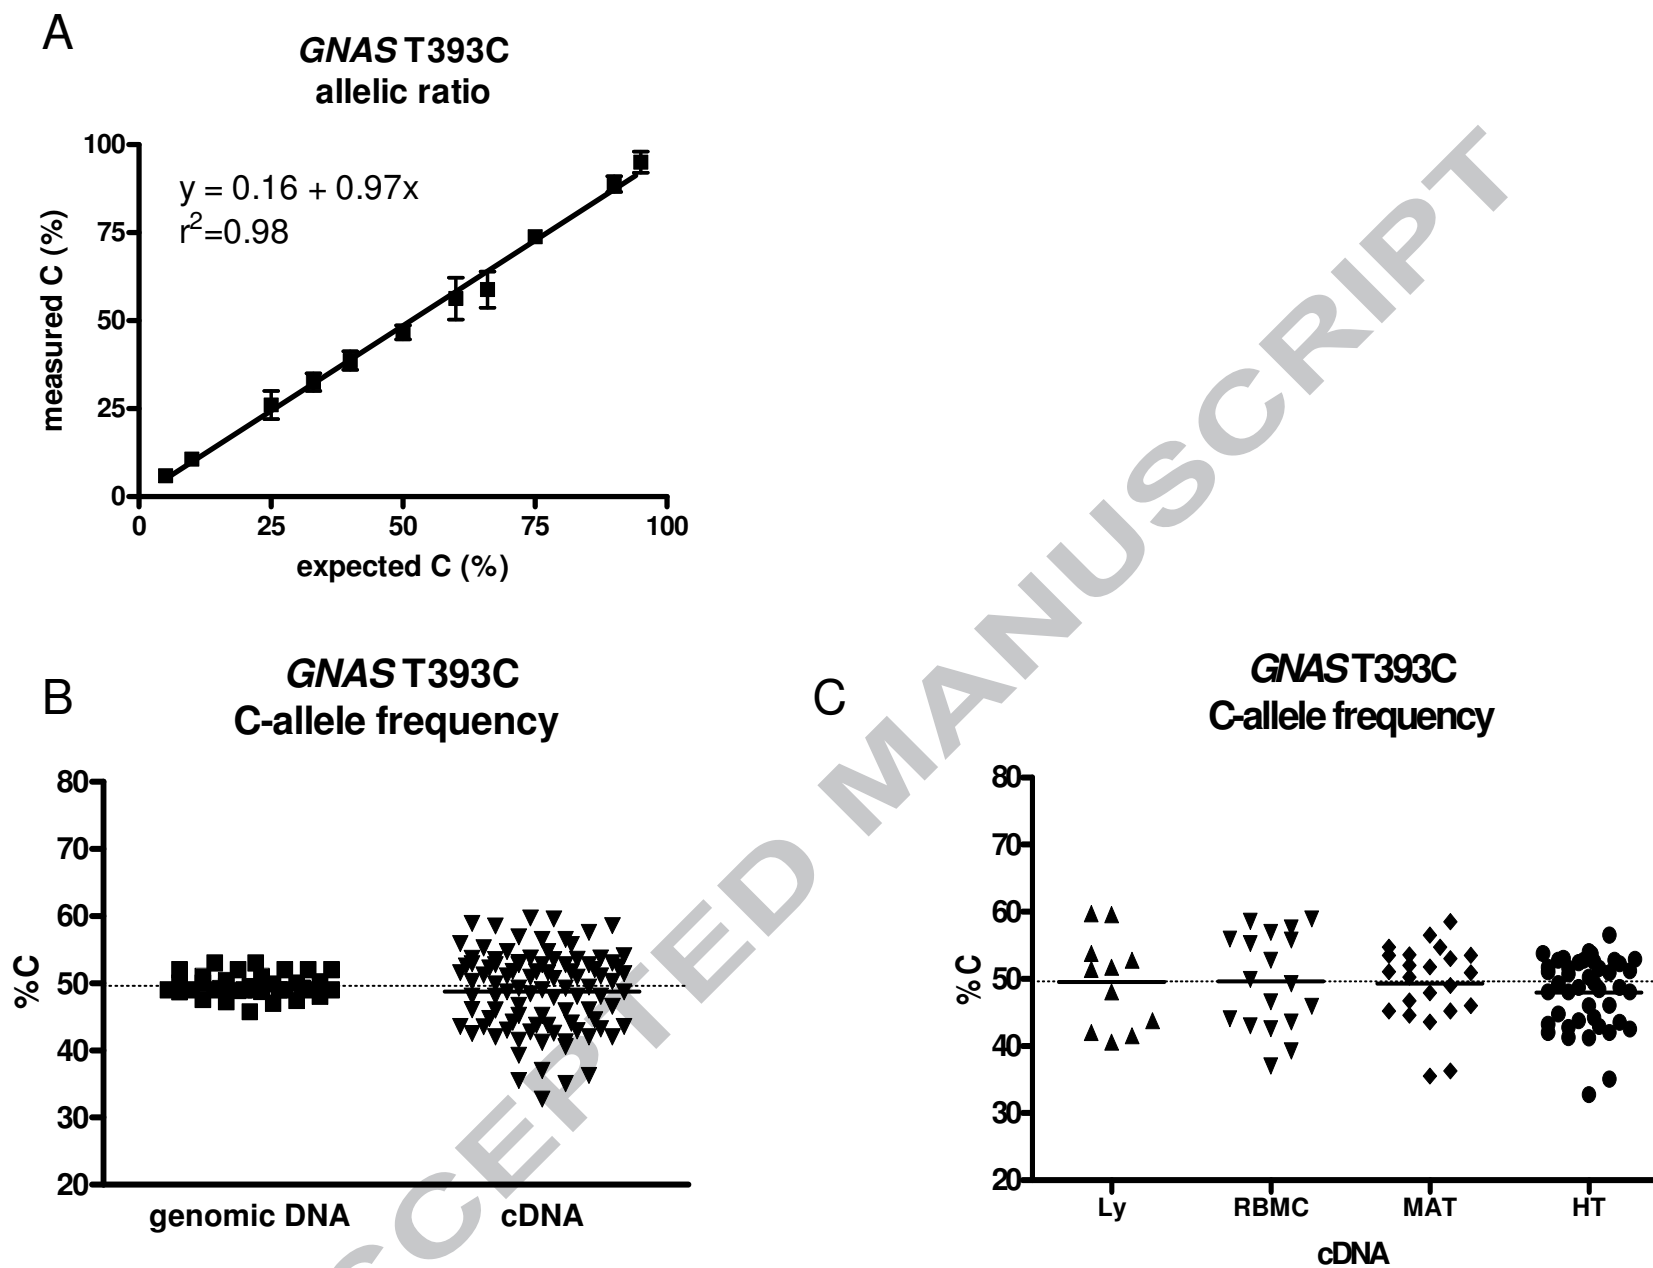 A
GNAS T393C
allelic ratio
100
75
50
25
0
y = 0.16 + 0.97x
r2=0.98
measured C (%)
0 25 50 75 100
expected C (%)
B
GNAS T393C
C-allele frequency
80
70
60
50
40
30
20
%C
genomic DNA cDNA
C
GNAS T393C
C-allele frequency
80
70
60
50
40
30
20
%C
Ly RBMC MAT HT
cDNA
SCEPTED MANUSCRIPT